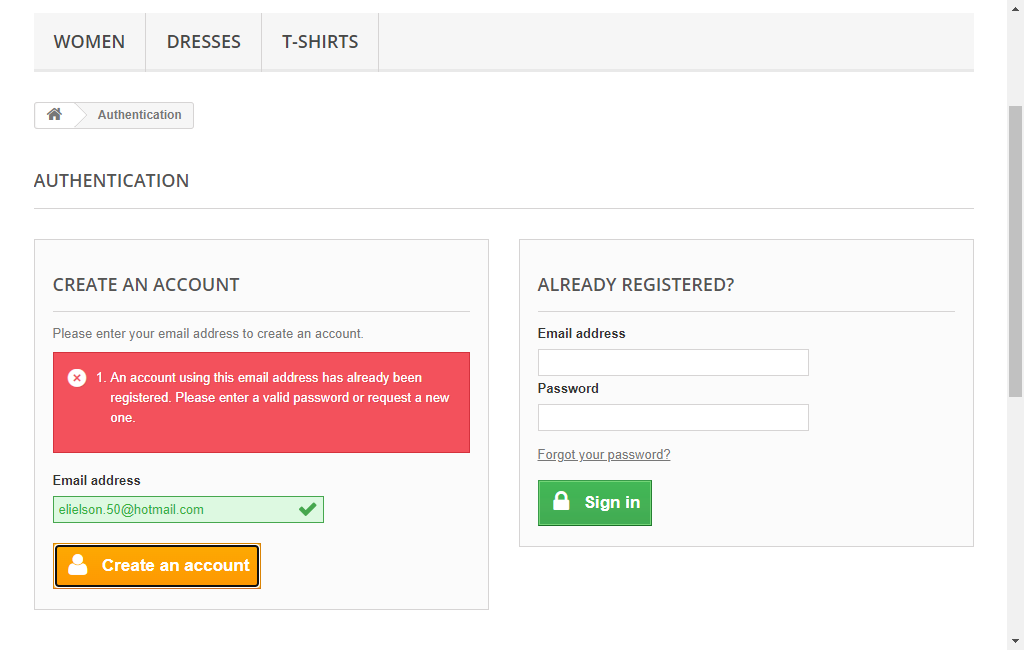 WOMEN DRESSES T-SHIRTS
Authentication
AUTHENTICATION
CREATE AN ACCOUNT
Please enter your email address to create an account.
1. An account using this email address has already been
registered. Please enter a valid password or request a new
one.
Email address
elielson.50@hotmail.com
Create an account
ALREADY REGISTERED?
Email address
Password
Forgot your password?
Sign in